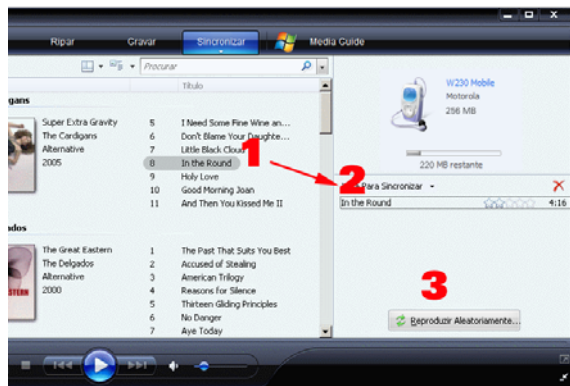 Ripar Gravar Sincronizar Media Guide
Procurar
Título
gans
Super Extra Gravity
The Cardigans
Alternative
2005
5 I Need Some Fine Wine an...
6 Don't Blame Your Daughte...
7 Little Black Cloud
8 In the Round
9 Holy Love
10 Good Morning Joan
11 And Then You Kissed Me II
ados
The Great Eastern
The Delgados
Alternative
2000
1 The Past That Suits You Best
2 Accused of Stealing
3 American Trilogy
4 Reasons for Silence
5 Thirteen Gliding Principles
6 No Danger
7 Aye Today
STERN
W230 Mobile
Motorola
256 MB
220 MB restante
1
2
Para Sincronizar
In the Round 4:16
3
Reproduzir Aleatoriamente...